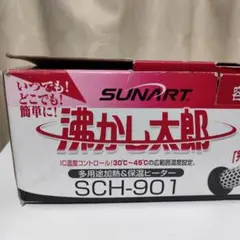 いつでも!
どこでも!
簡単に!
SUNART
沸かし太郎
IC温度コントロール!30℃~45℃の広範囲温度設定。
多用途加熱&保温ヒーター
SCH-901